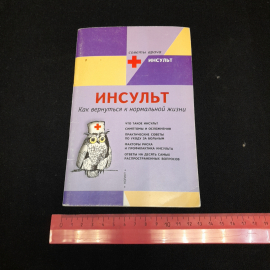 СОВЕТЫ ВРАЧА
ИНСУЛЬТ
ИНСУЛЬТ
Как вернуться к нормальной жизни
ЧТО ТАКОЕ ИНСУЛЬТ
СИМПТОМЫ И ОСЛОЖНЕНИЯ
ПРАКТИЧЕСКИЕ СОВЕТЫ
ПО УХОДУ ЗА БОЛЬНЫМ
ФАКТОРЫ РИСКА
И ПРОФИЛАКТИКА ИНСУЛЬТА
ОТВЕТЫ НА ДЕСЯТЬ САМЫХ
РАСПРОСТРАНЕННЫХ ВОПРОСОВ